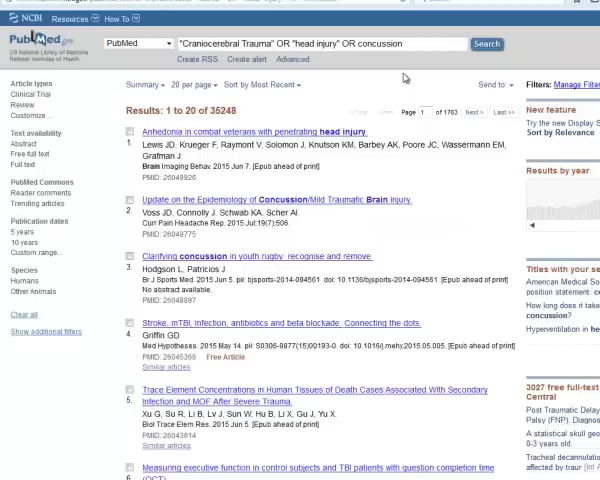 NCBI Resources How To
PubMed.gov
US National Library of Medicine
National Institutes of Health
PubMed
"Craniocerebral Trauma" OR "head injury" OR concussion
Search
Create RSS Create alert Advanced
Article types
Clinical Trial
Review
Customize ...
Text availability
Abstract
Free full text
Full text
PubMed Commons
Reader comments
Trending articles
Publication dates
5 years
10 years
Custom range...
Species
Humans
Other Animals
Clear all
Show additional filters
Summary 20 per page Sort by Most Recent Send to:
Results: 1 to 20 of 35248
Page 1 of 1763 Next > Last >>
Anhedonia in combat veterans with penetrating head injury.
1. Lewis JD, Krueger F, Raymont V, Solomon J, Knutson KM, Barbey AK, Poore JC, Wassermann EM,
Grafman J.
Brain Imaging Behav. 2015 Jun 7. [Epub ahead of print]
PMID: 26049926
Update on the Epidemiology of Concussion/Mild Traumatic Brain injury.
2. Voss JD, Connolly J, Schwab KA, Scher AI.
Curr Pain Headache Rep. 2015 Jul;19(7):506.
PMID: 26049775
Clarifying concussion in youth rugby: recognise and remove.
3. Hodgson L, Patricios J.
Br J Sports Med. 2015 Jun 5. pii: bjsports-2014-094561. doi: 10.1136/bjsports-2014-094561. [Epub ahead of print]
No abstract available.
PMID: 26048897
Stroke, mTBI, infection, antibiotics and beta blockade: Connecting the dots.
4. Griffin GD
Med Hypotheses. 2015 May 14. pii: S0306-9877(15)00193-0. doi: 10.1016/j.mehy.2015.05.005. [Epub ahead of print]
PMID: 26045369 Free Article
Similar articles
Trace Element Concentrations in Human Tissues of Death Cases Associated With Secondary
Infection and MOF After Severe Trauma.
5. Xu G, Su R, Li B, Lv J, Sun W, Hu B, Li X, Gu J, Yu X.
Biol Trace Elem Res. 2015 Jun 5. [Epub ahead of print]
PMID: 26043914
Similar articles
Measuring executive function in control subjects and TBI patients with question completion time
6. (QCT)
Filters: Manage Filter
New feature
Try the new Display S
Sort by Relevance
Results by year
Titles with your se
American Medical So
position statement: c
How long does it take
concussion?
Hyperventilation in he
3027 free full-text
Central
Post Traumatic Delay
Palsy (FNP). Diagnos
A statistical skull geo
0-3 years old.
Tracheal decannulatio
affected by traur [Int A